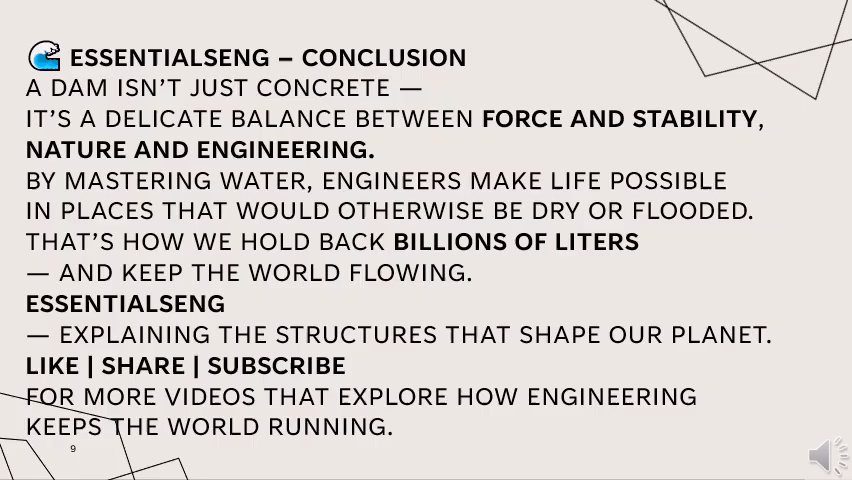 🌊 ESSENTIALSENG – CONCLUSION
A DAM ISN’T JUST CONCRETE —
IT’S A DELICATE BALANCE BETWEEN FORCE AND STABILITY,
NATURE AND ENGINEERING.
BY MASTERING WATER, ENGINEERS MAKE LIFE POSSIBLE
IN PLACES THAT WOULD OTHERWISE BE DRY OR FLOODED.
THAT’S HOW WE HOLD BACK BILLIONS OF LITERS
— AND KEEP THE WORLD FLOWING.
ESSENTIALSENG
— EXPLAINING THE STRUCTURES THAT SHAPE OUR PLANET.
LIKE | SHARE | SUBSCRIBE
FOR MORE VIDEOS THAT EXPLORE HOW ENGINEERING
KEEPS THE WORLD RUNNING.
9